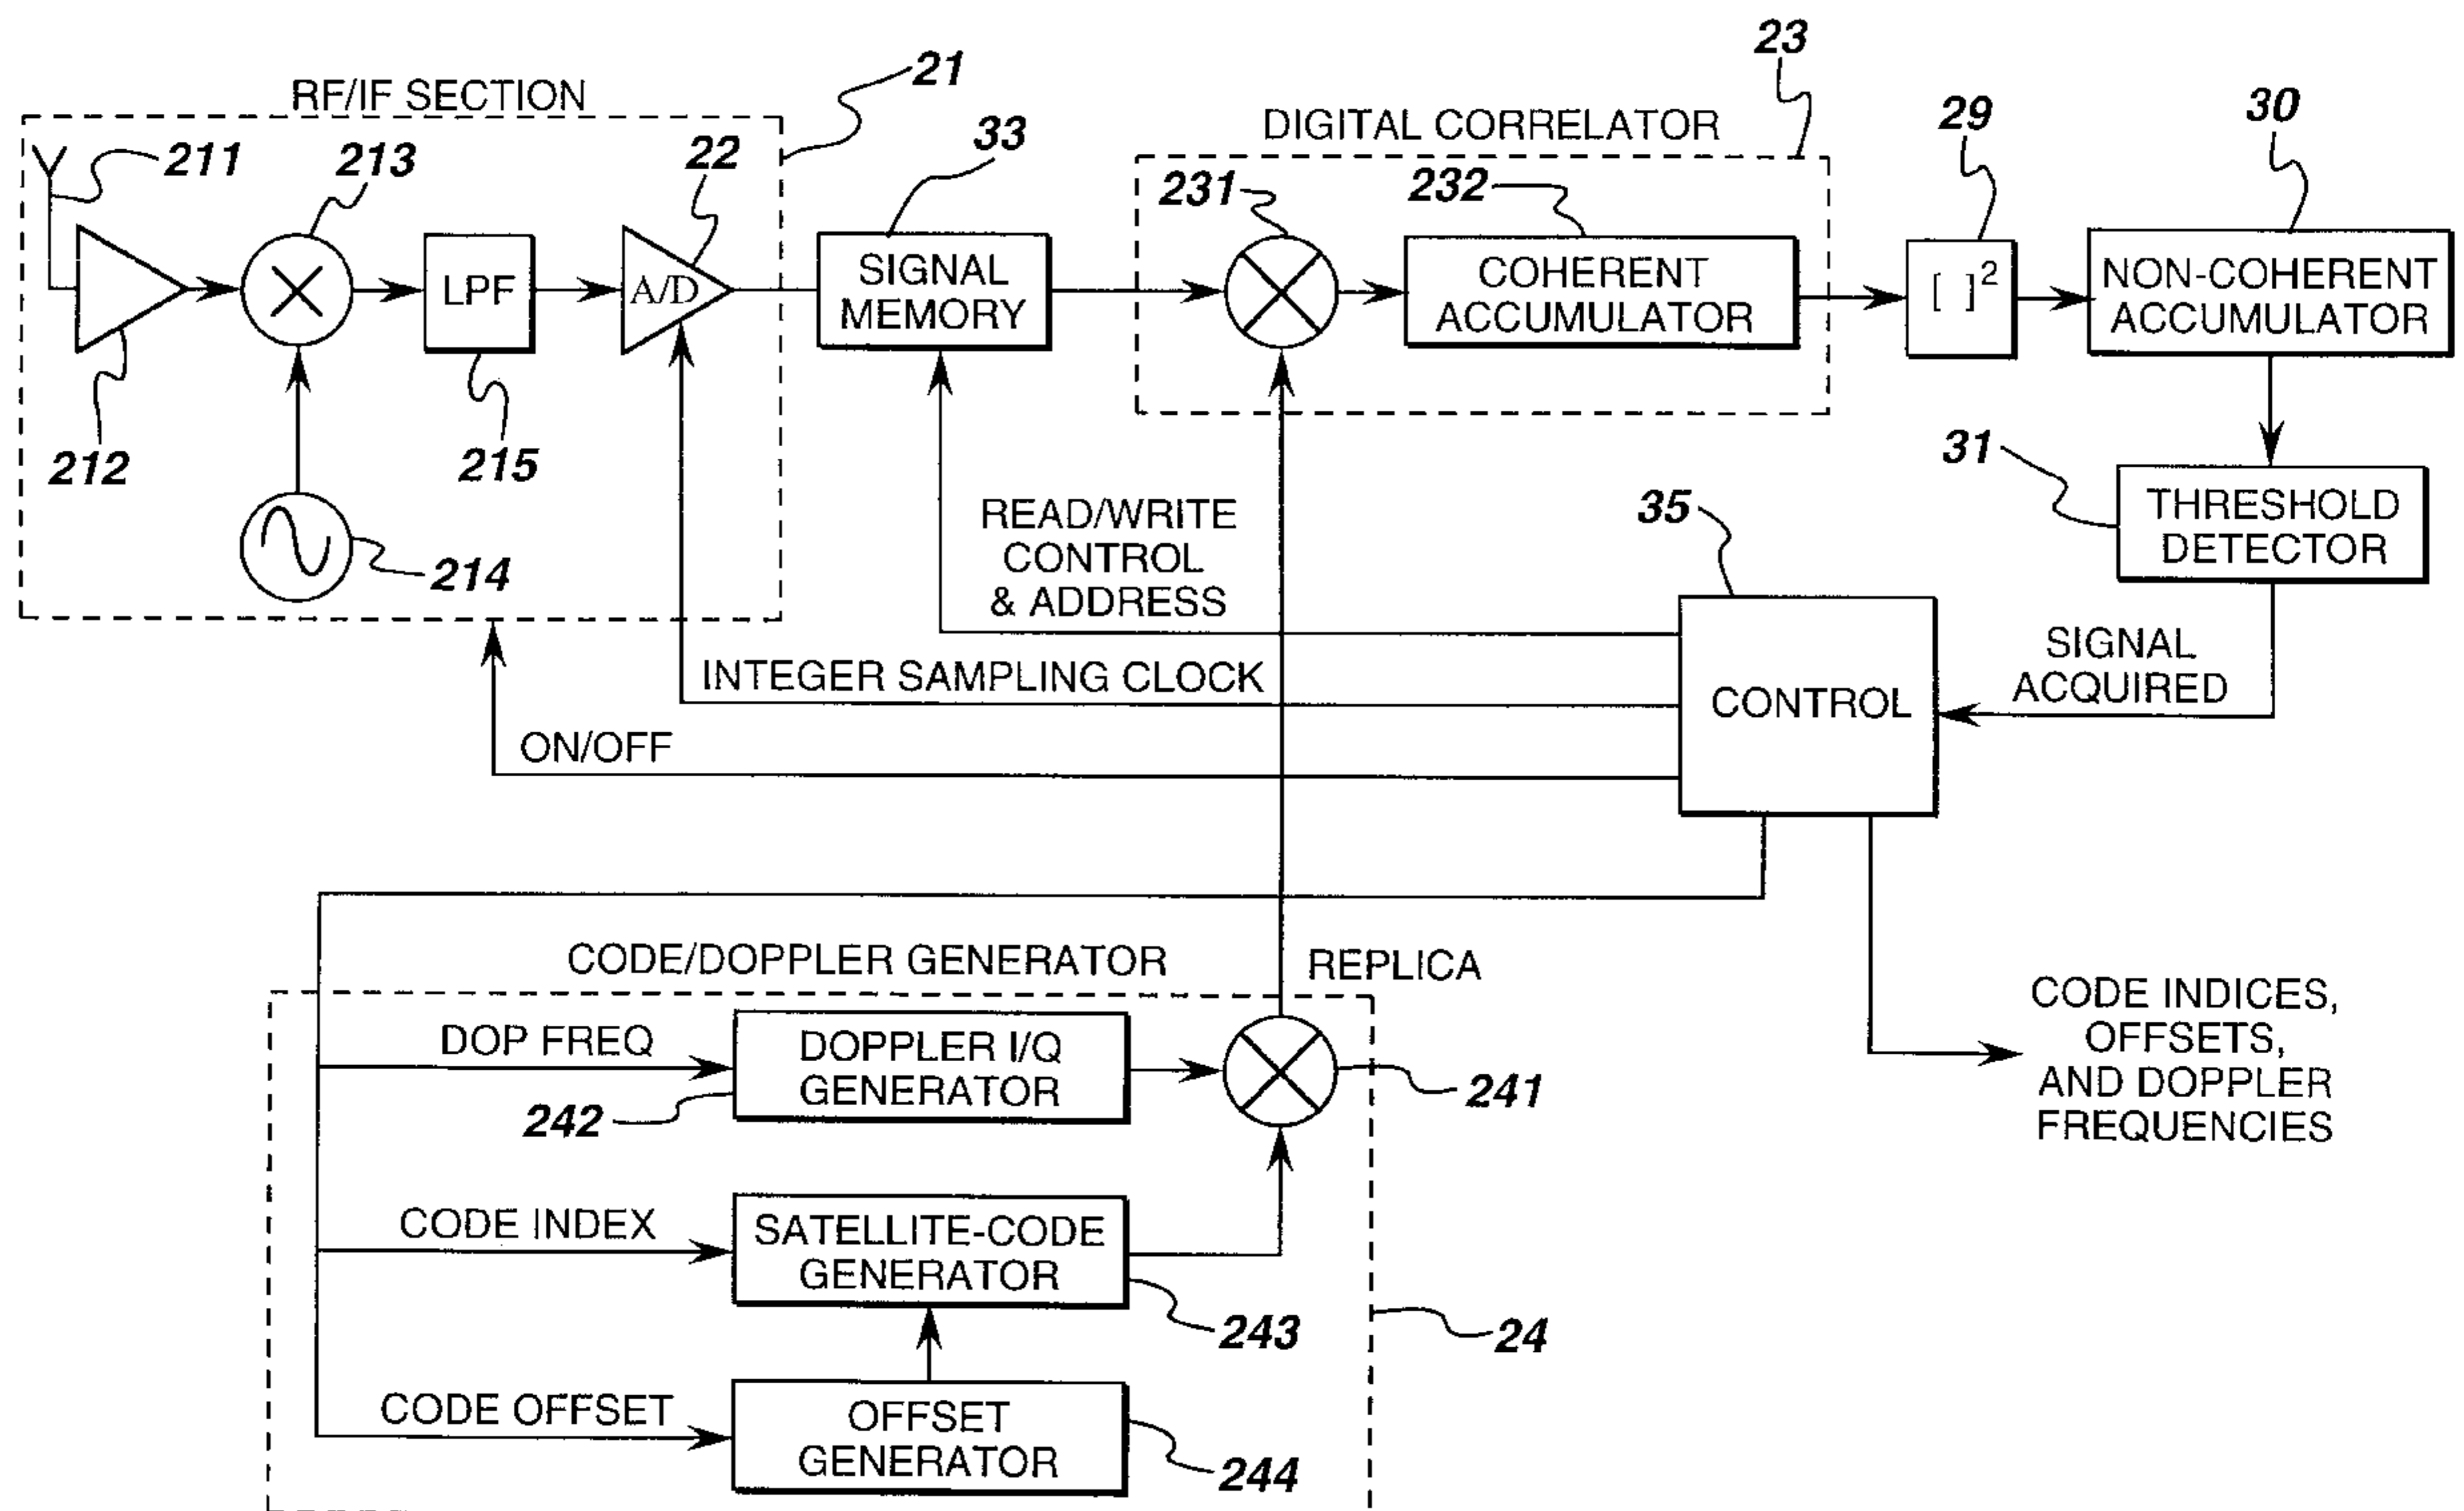 RF/IF SECTION
21
211
213
22
33
212
215
214
LPF
A/D
SIGNAL
MEMORY
23
DIGITAL CORRELATOR
231
232
COHERENT
ACCUMULATOR
29
[ ]²
30
NON-COHERENT
ACCUMULATOR
31
THRESHOLD
DETECTOR
READ/WRITE
CONTROL
& ADDRESS
35
CONTROL
SIGNAL
ACQUIRED
INTEGER SAMPLING CLOCK
ON/OFF
CODE/DOPPLER GENERATOR
REPLICA
DOP FREQ
DOPPLER I/Q
GENERATOR
242
241
CODE INDEX
SATELLITE-CODE
GENERATOR
243
24
CODE OFFSET
OFFSET
GENERATOR
244
CODE INDICES,
OFFSETS,
AND DOPPLER
FREQUENCIES